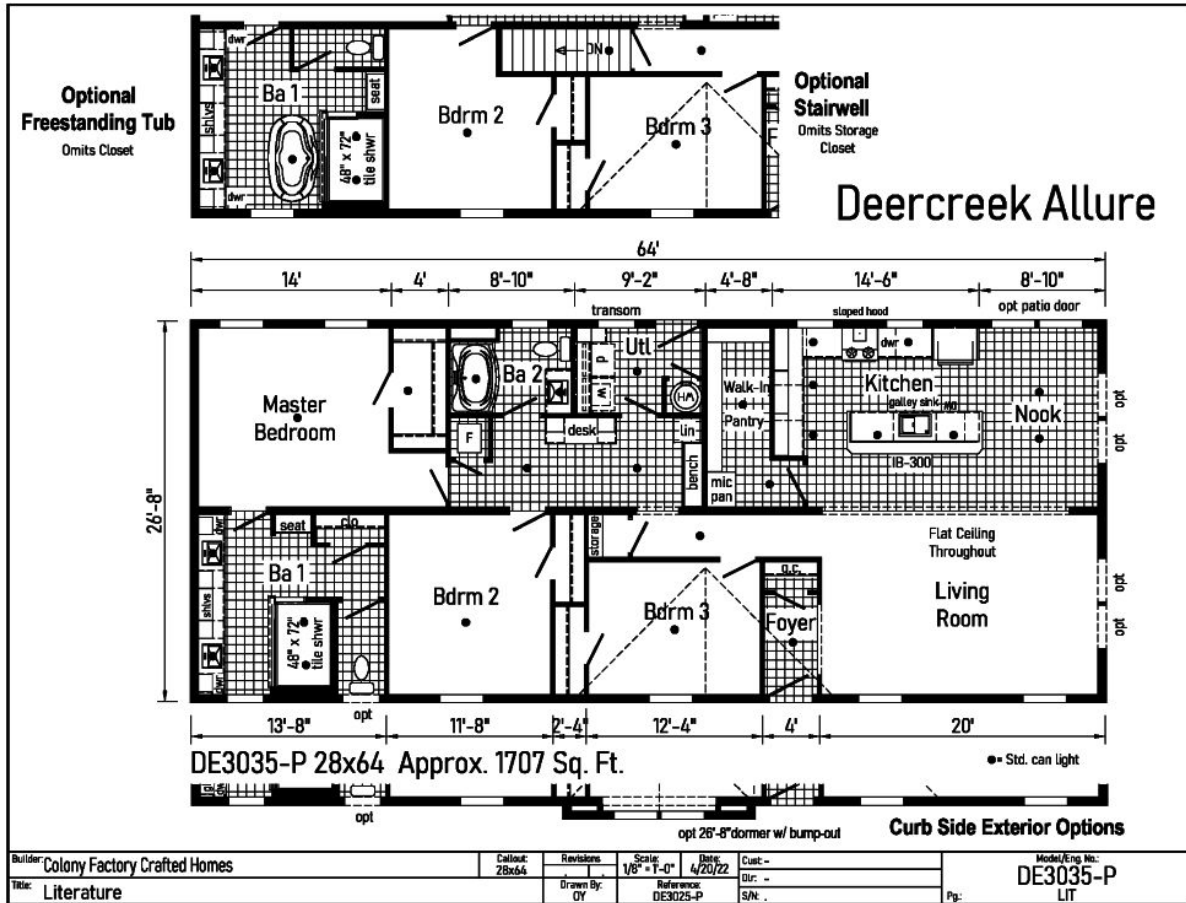 Optional
Freestanding Tub
Omits Closet
dwr
shlvs
dwr
Ba 1
seat
48" x 72"
tile shwr
Bdrm 2
DN
Bdrm 3
F
Optional
Stairwell
Omits Storage
Closet
Deercreek Allure
64'
14'
4'
8'-10"
9'-2"
4'-8"
14'-6"
8'-10"
transom
sloped hood
opt patio door
26'-8"
Master
Bedroom
Ba 2
Utl
d
w
HW
Walk-In
Pantry
dwr
Kitchen
galley sink
DW
IB-300
Nook
opt
opt
F
desk
lin
bench
mic
pan
dwr
shlvs
dwr
seat
clo
Ba 1
48" x 72"
tile shwr
Bdrm 2
storage
Bdrm 3
g.c.
Foyer
Flat Ceiling
Throughout
Living
Room
opt
opt
opt
13'-8"
11'-8"
2'-4"
12'-4"
4'
20'
DE3035-P 28x64 Approx. 1707 Sq. Ft.
●= Std. can light
opt
opt 26'-8"dormer w/ bump-out
Curb Side Exterior Options
Builder: Colony Factory Crafted Homes
Title: Literature
Callout:
28x64
Revisions
Drawn By:
OY
Scale:
1/8" = 1'-0"
Date:
4/20/22
Reference:
DE3025-P
Cust: -
Dlr: -
S/N: .
Model/Eng. No.:
DE3035-P
Pg.: LIT